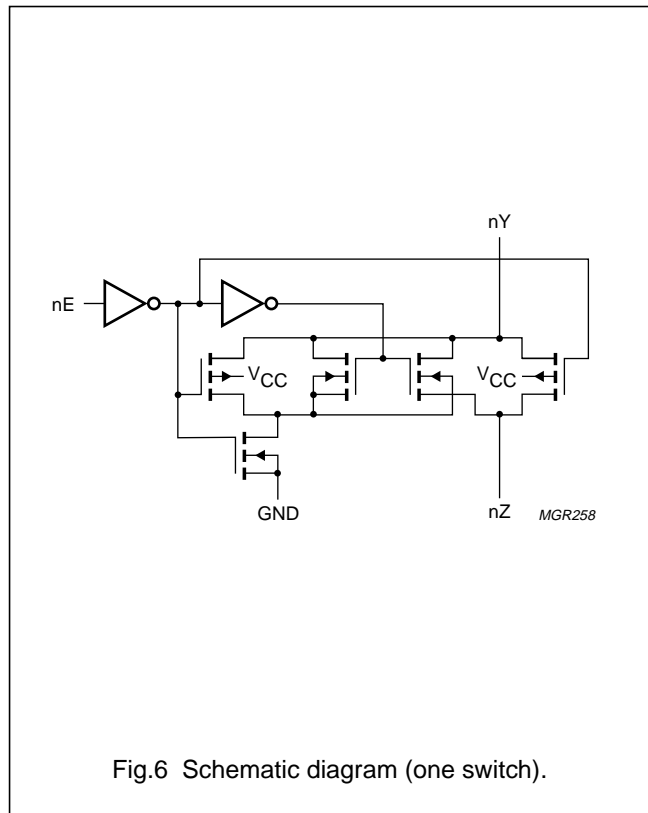 nY
nE
VCC
VCC
GND
nZ
MGR258
Fig.6 Schematic diagram (one switch).